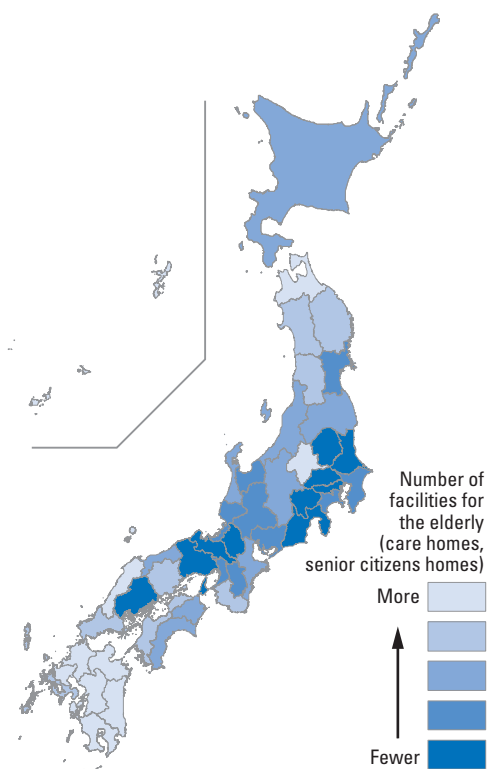 Number of
facilities for
the elderly
(care homes,
senior citizens homes)
More
Fewer